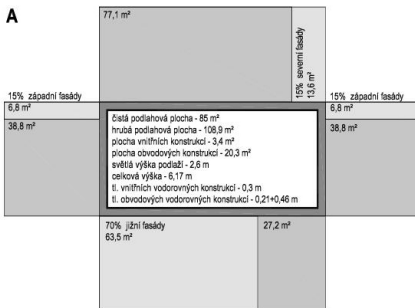 A
77,1 m²
15% severní fasády
13,6 m²
15% západní fasády
6,8 m²
38,8 m²
15% západní fasády
6,8 m²
38,8 m²
čistá podlahová plocha - 85 m²
hrubá podlahová plocha - 108,9 m²
plocha vnitřních konstrukcí - 3,4 m²
plocha obvodových konstrukcí - 20,3 m²
světlá výška podlaží - 2,6 m
celková výška - 6,17 m
tl. vnitřních vodorovných konstrukcí - 0,3 m
tl. obvodových vodorovných konstrukcí - 0,21+0,46 m
70% jižní fasády
63,5 m²
27,2 m²